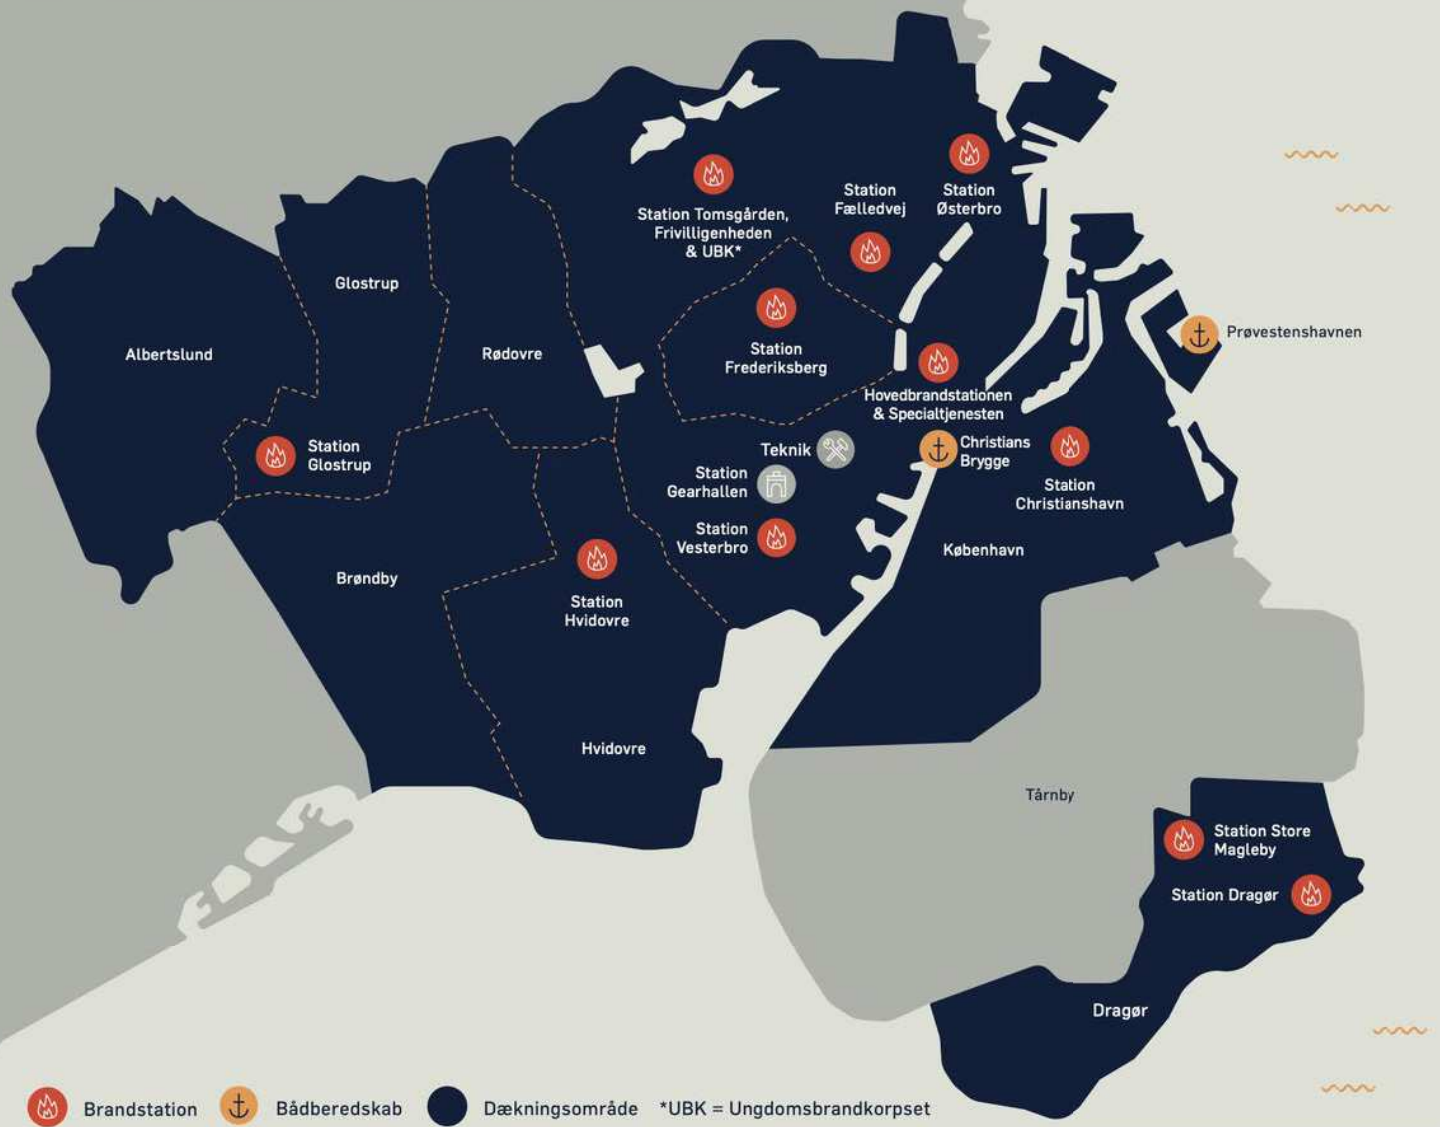 Station Tomsgården,
Frivilligenheden
& UBK*
Station
Fælledvej
Station
Østerbro
Glostrup
Albertslund
Rødovre
Station
Frederiksberg
Prøvestenshavnen
Hovedbrandstationen
& Specialtjenesten
Station
Glostrup
Teknik
Station
Gearhallen
Christians
Brygge
Station
Christianshavn
Station
Vesterbro
København
Brøndby
Station
Hvidovre
Hvidovre
Tårnby
Station Store
Magleby
Station Dragør
Dragør
Brandstation
Bådberedskab
Dækningsområde
*UBK = Ungdomsbrandkorpset